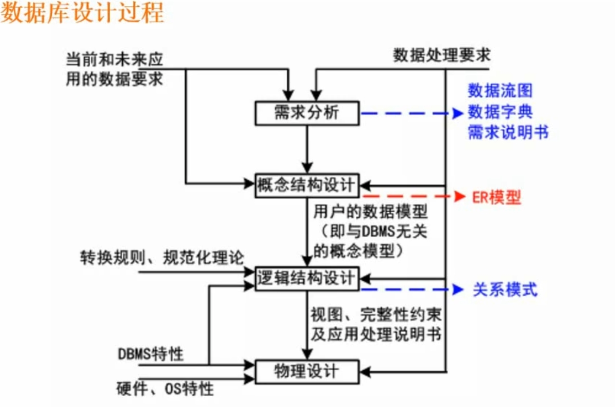 数据库设计过程
当前和未来应
用的数据要求
数据处理要求
需求分析
数据流图
数据字典
需求说明书
概念结构设计
ER模型
用户的数据模型
（即与DBMS无关
的概念模型）
转换规则、规范化理论
逻辑结构设计
关系模式
视图、完整性约束
及应用处理说明书
DBMS特性
物理设计
硬件、OS特性